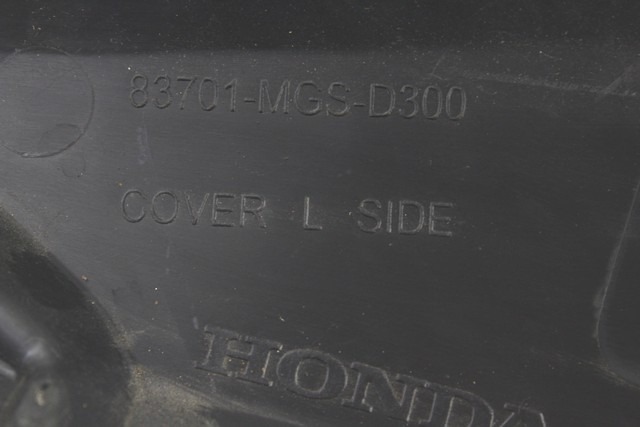 83701-MGS-D300
COVER L SIDE
HONDA